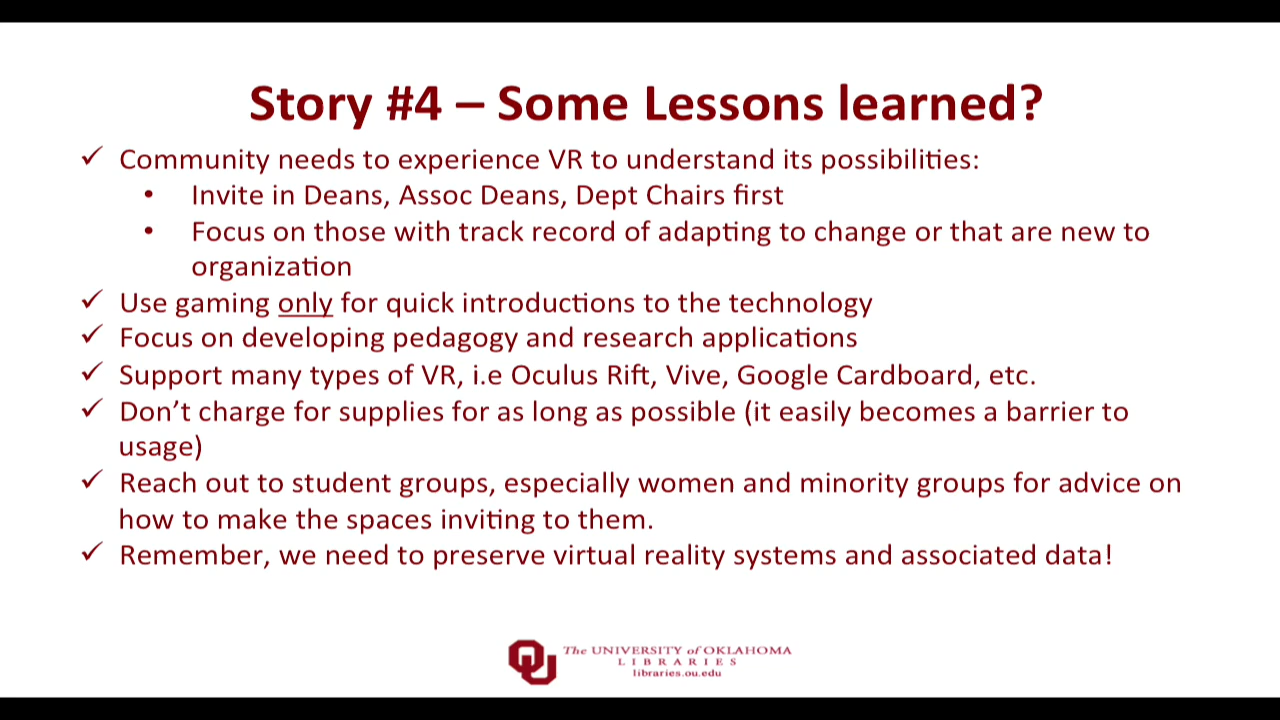 Story #4 – Some Lessons learned?
✓ Community needs to experience VR to understand its possibilities:
• Invite in Deans, Assoc Deans, Dept Chairs first
• Focus on those with track record of adapting to change or that are new to
organization
✓ Use gaming only for quick introductions to the technology
✓ Focus on developing pedagogy and research applications
✓ Support many types of VR, i.e Oculus Rift, Vive, Google Cardboard, etc.
✓ Don’t charge for supplies for as long as possible (it easily becomes a barrier to
usage)
✓ Reach out to student groups, especially women and minority groups for advice on
how to make the spaces inviting to them.
✓ Remember, we need to preserve virtual reality systems and associated data!
The UNIVERSITY of OKLAHOMA
LIBRARIES
libraries.ou.edu